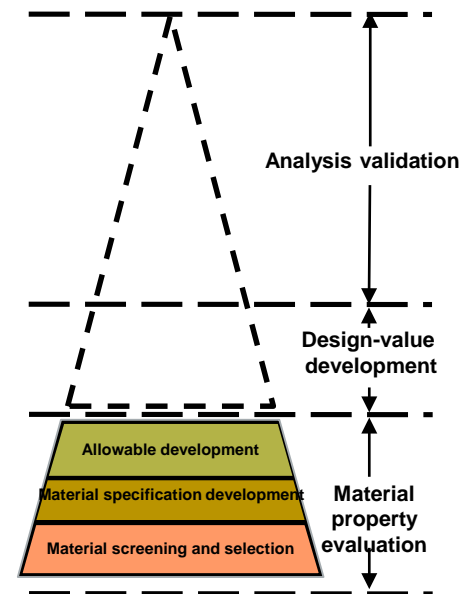 Analysis validation
Design-value
development
Allowable development
Material specification development
Material screening and selection
Material
property
evaluation